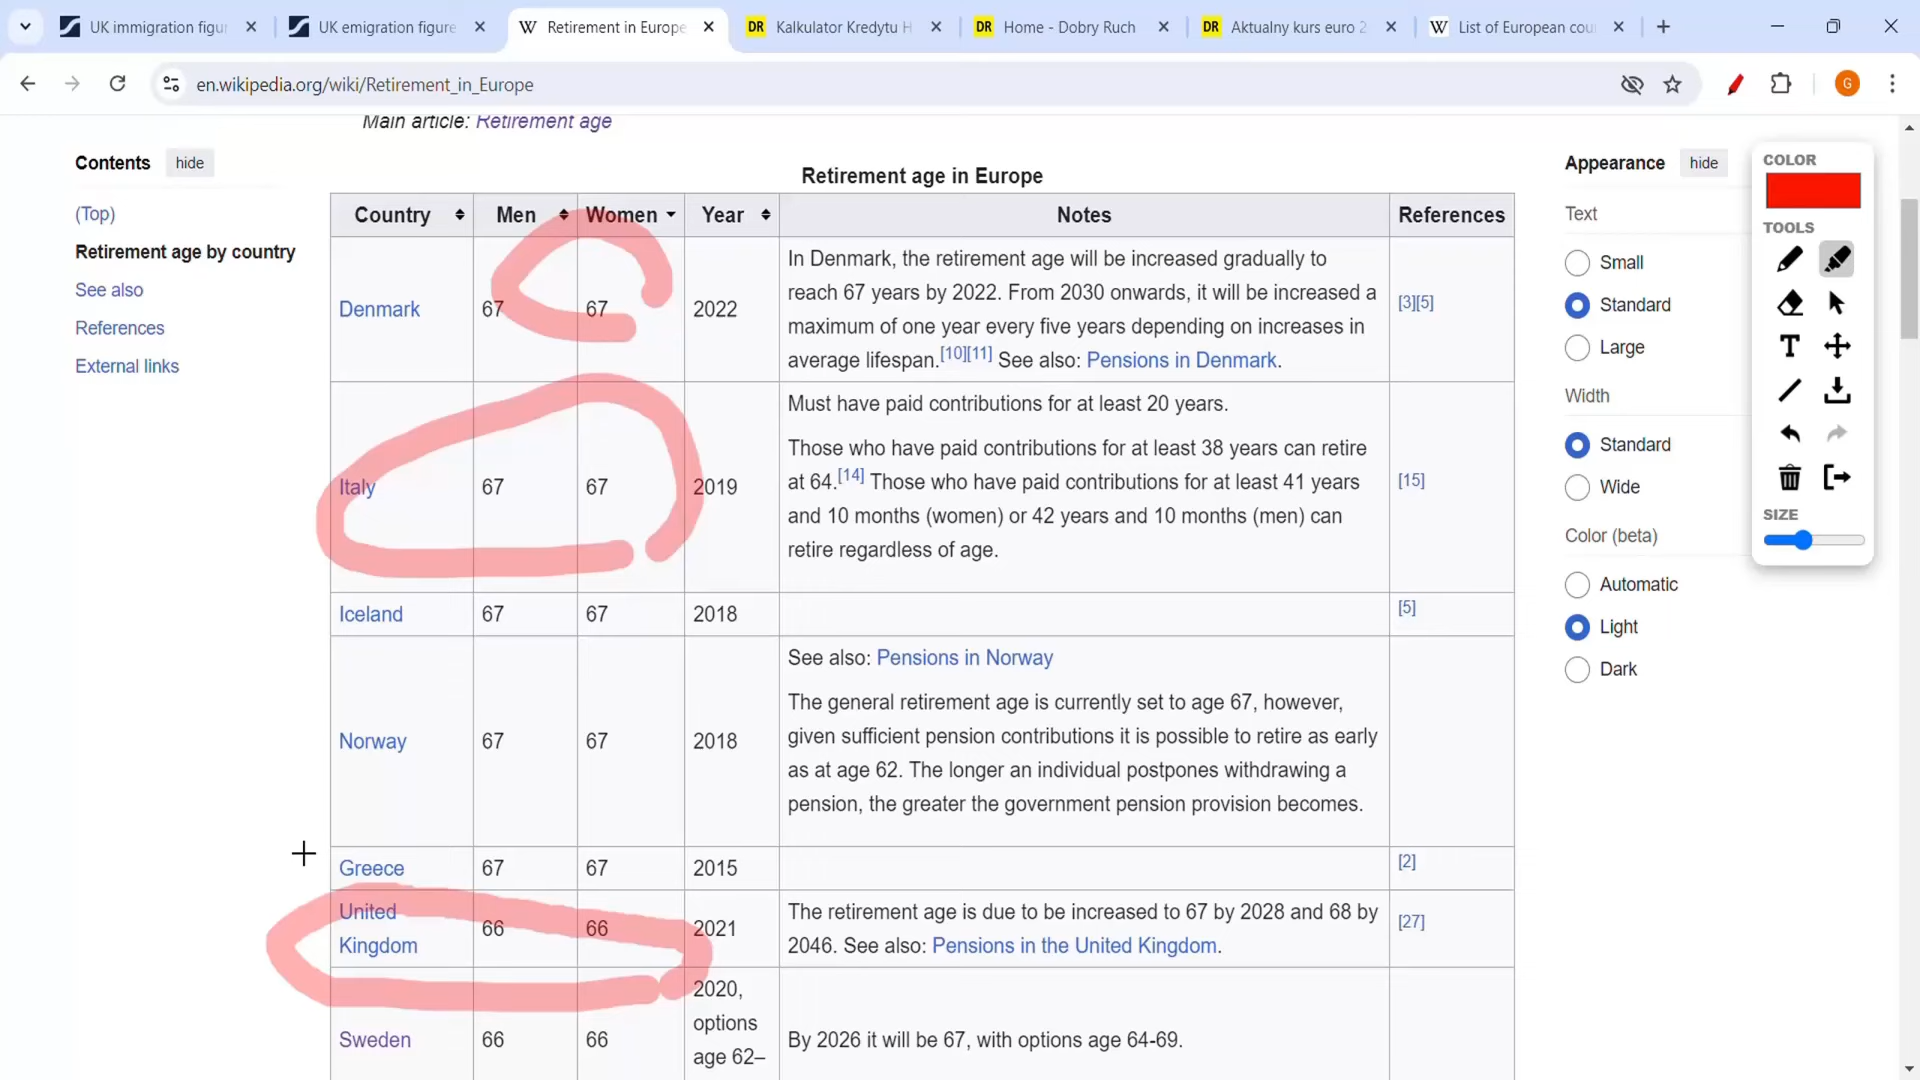 UK immigration figu
UK emigration figure
Retirement in Europe
DR Kalkulator Kredytu H
DR Home - Dobry Ruch
DR Aktualny kurs euro 2
List of European cou
en.wikipedia.org/wiki/Retirement_in_Europe
G
Main article: Retirement age
Contents hide
(Top)
Retirement age by country
See also
References
External links
Retirement age in Europe
Country Men Women Year Notes References
Denmark 67 67 2022 In Denmark, the retirement age will be increased gradually to
reach 67 years by 2022. From 2030 onwards, it will be increased a
maximum of one year every five years depending on increases in
average lifespan.[10][11] See also: Pensions in Denmark.
[3][5]
Italy 67 67 2019 Must have paid contributions for at least 20 years.
Those who have paid contributions for at least 38 years can retire
at 64.[14] Those who have paid contributions for at least 41 years
and 10 months (women) or 42 years and 10 months (men) can
retire regardless of age.
[15]
Iceland 67 67 2018 [5]
Norway 67 67 2018 See also: Pensions in Norway
The general retirement age is currently set to age 67, however,
given sufficient pension contributions it is possible to retire as early
as at age 62. The longer an individual postpones withdrawing a
pension, the greater the government pension provision becomes.
Greece 67 67 2015 [2]
United
Kingdom 66 66 2021 The retirement age is due to be increased to 67 by 2028 and 68 by
2046. See also: Pensions in the United Kingdom.
[27]
Sweden 66 66 2020,
options
age 62–
By 2026 it will be 67, with options age 64-69.
Appearance hide
Text
Small
Standard
Large
Width
Standard
Wide
Color (beta)
Automatic
Light
Dark
COLOR
TOOLS
T
SIZE